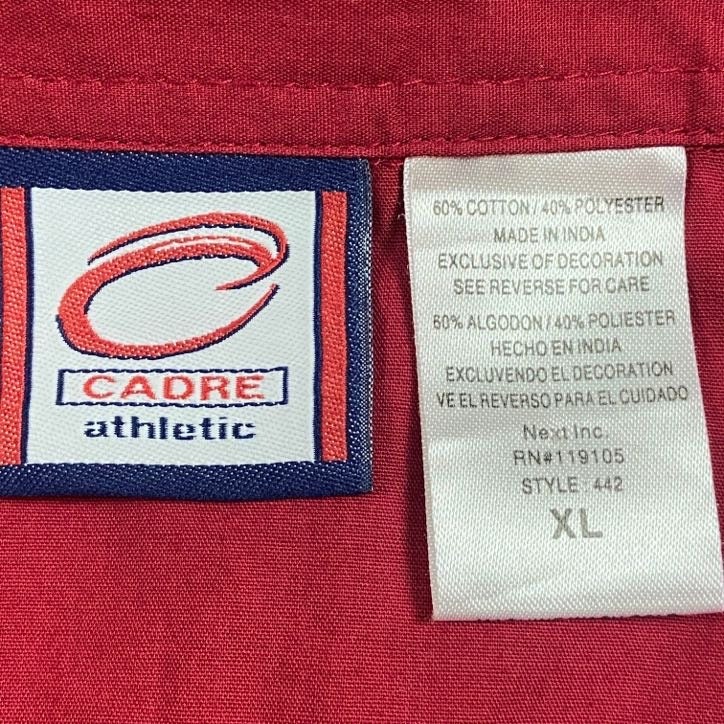 CADRE
athletic
60% COTTON / 40% POLYESTER
MADE IN INDIA
EXCLUSIVE OF DECORATION
SEE REVERSE FOR CARE
60% ALGODON / 40% POLIESTER
HECHO EN INDIA
EXCLUVENDO EL DECORATION
VE EL REVERSO PARA EL CUIDADO
Next Inc.
RN#119105
STYLE - 442
XL